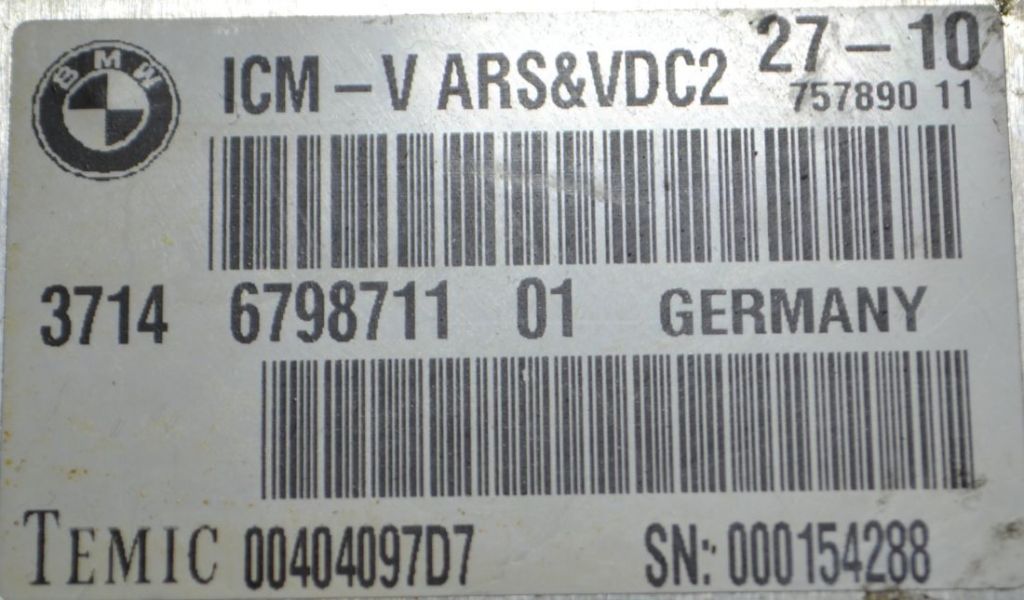 BMW
ICM – V ARS&VDC2 27 – 10
757890 11
3714 6798711 01 GERMANY
TEMIC 00404097D7 SN: 000154288